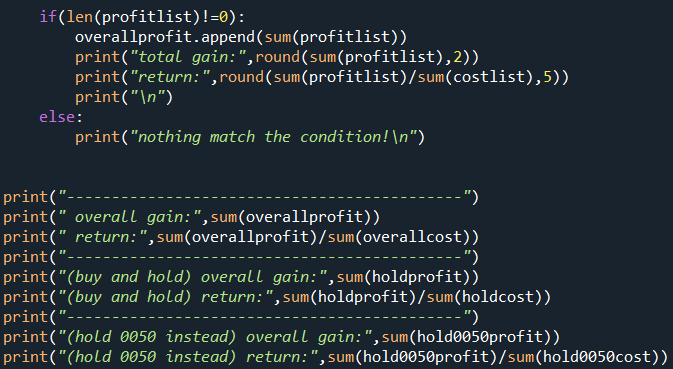 if(len(profitlist)!=0):
overallprofit.append(sum(profitlist))
print("total gain:",round(sum(profitlist),2))
print("return:",round(sum(profitlist)/sum(costlist),5))
print("\n")
else:
print("nothing match the condition!\n")
print("--------------------------------------------")
print(" overall gain:",sum(overallprofit))
print(" return:",sum(overallprofit)/sum(overallcost))
print("--------------------------------------------")
print("(buy and hold) overall gain:",sum(holdprofit))
print("(buy and hold) return:",sum(holdprofit)/sum(holdcost))
print("--------------------------------------------")
print("(hold 0050 instead) overall gain:",sum(hold0050profit))
print("(hold 0050 instead) return:",sum(hold0050profit)/sum(hold0050cost))